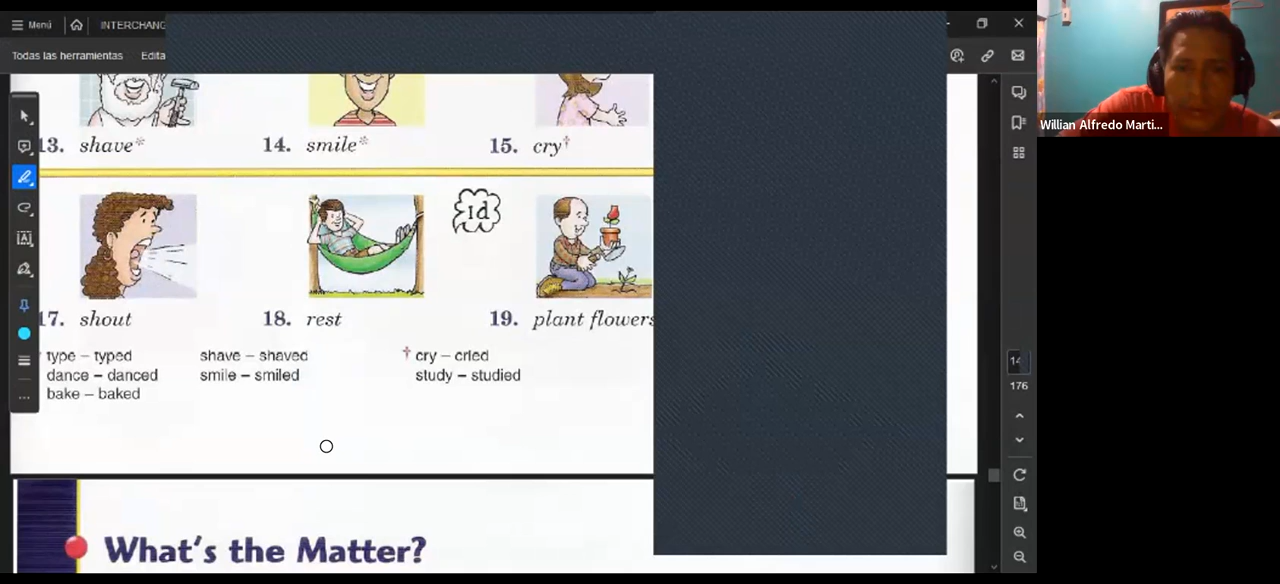 Menú
INTERCHANG
Todas las herramientas
Edita
13. shave*
14. smile*
15. cry†
Id
17. shout
18. rest
19. plant flowers
type – typed
shave – shaved
† cry – cried
dance – danced
smile – smiled
study – studied
bake – baked
What's the Matter?
176
Willian Alfredo Marti...